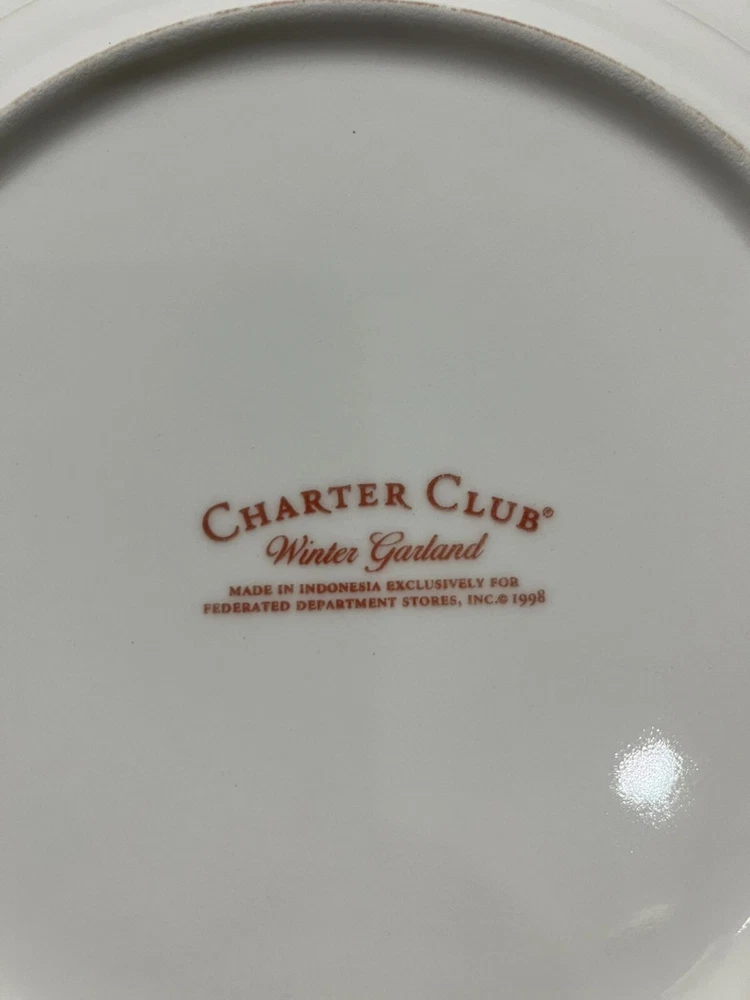 CHARTER CLUB®
Winter Garland
MADE IN INDONESIA EXCLUSIVELY FOR
FEDERATED DEPARTMENT STORES, INC.© 1998